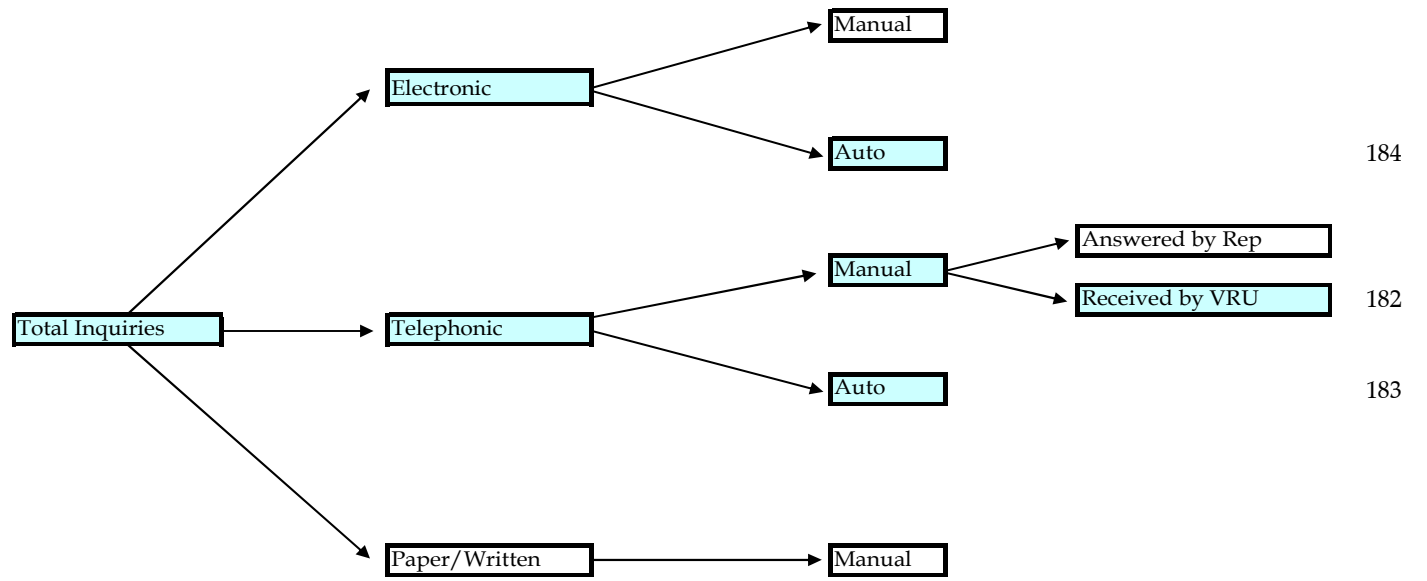 Manual
Electronic
Auto 184
Answered by Rep
Manual
Received by VRU 182
Total Inquiries
Telephonic
Auto 183
Paper/Written
Manual